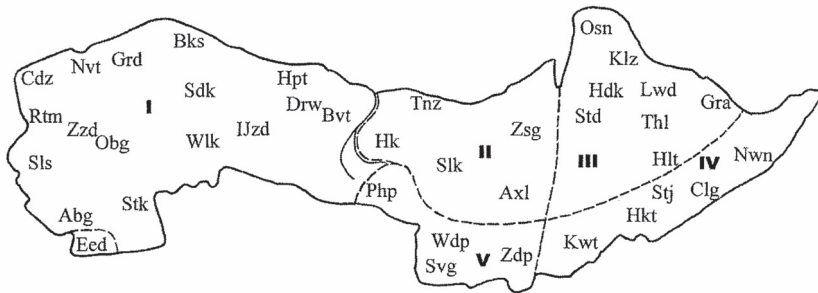 Osn
Bks
Klz
Grd
Nvt
Cdz
Hpt
Sdk
Hdk
Lwd
Tnz
Gra
Drw
Bvt
Rtm
I
Std
Thl
Zzd
Obg
Zsg
Wlk
IJzd
Hk
II
III
Hlt
IV
Nwn
Sls
Slk
Stj
Clg
Php
Axl
Stk
Hkt
Abg
Eed
Wdp
Zdp
Kwt
Svg
V